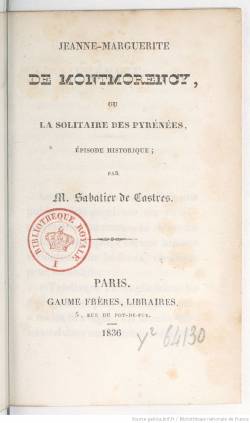 JEANNE-MARGUERITE
DE MONTMORENCY,
OU
LA SOLITAIRE DES PYRÉNÉES,
ÉPISODE HISTORIQUE;
PAR
M. Sabatier de Castres.
BIBLIOTHEQUE ROYALE
I
PARIS.
GAUME FRÈRES, LIBRAIRES,
5, RUE DU POT-DE-FER.
1836
Y² 64130
Source gallica.bnf.fr / Bibliothèque nationale de France